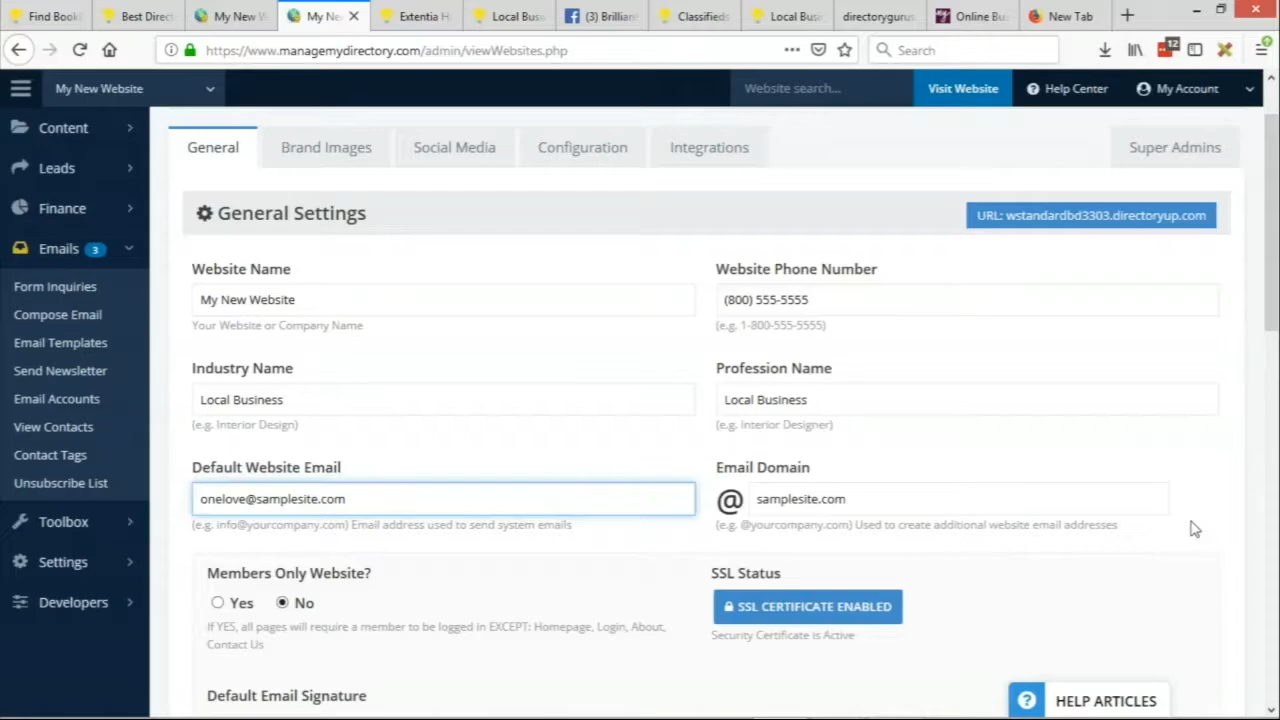 Find Book
Best Direct
My New W
My Ne
Extentia H
Local Busi
(3) Brillian
Classifieds
Local Busi
directorygurus
Online Bu
New Tab
https://www.managemydirectory.com/admin/viewWebsites.php
Search
12
My New Website
Website search...
Visit Website
Help Center
My Account
Content
Leads
Finance
Emails 3
Form Inquiries
Compose Email
Email Templates
Send Newsletter
Email Accounts
View Contacts
Contact Tags
Unsubscribe List
Toolbox
Settings
Developers
General
Brand Images
Social Media
Configuration
Integrations
Super Admins
General Settings
URL: wstandardbd3303.directoryup.com
Website Name
My New Website
Your Website or Company Name
Website Phone Number
(800) 555-5555
(e.g. 1-800-555-5555)
Industry Name
Local Business
(e.g. Interior Design)
Profession Name
Local Business
(e.g. Interior Designer)
Default Website Email
onelove@samplesite.com
(e.g. info@yourcompany.com) Email address used to send system emails
Email Domain
@ samplesite.com
(e.g. @yourcompany.com) Used to create additional website email addresses
Members Only Website?
Yes No
If YES, all pages will require a member to be logged in EXCEPT: Homepage, Login, About,
Contact Us
SSL Status
SSL CERTIFICATE ENABLED
Security Certificate is Active
Default Email Signature
? HELP ARTICLES